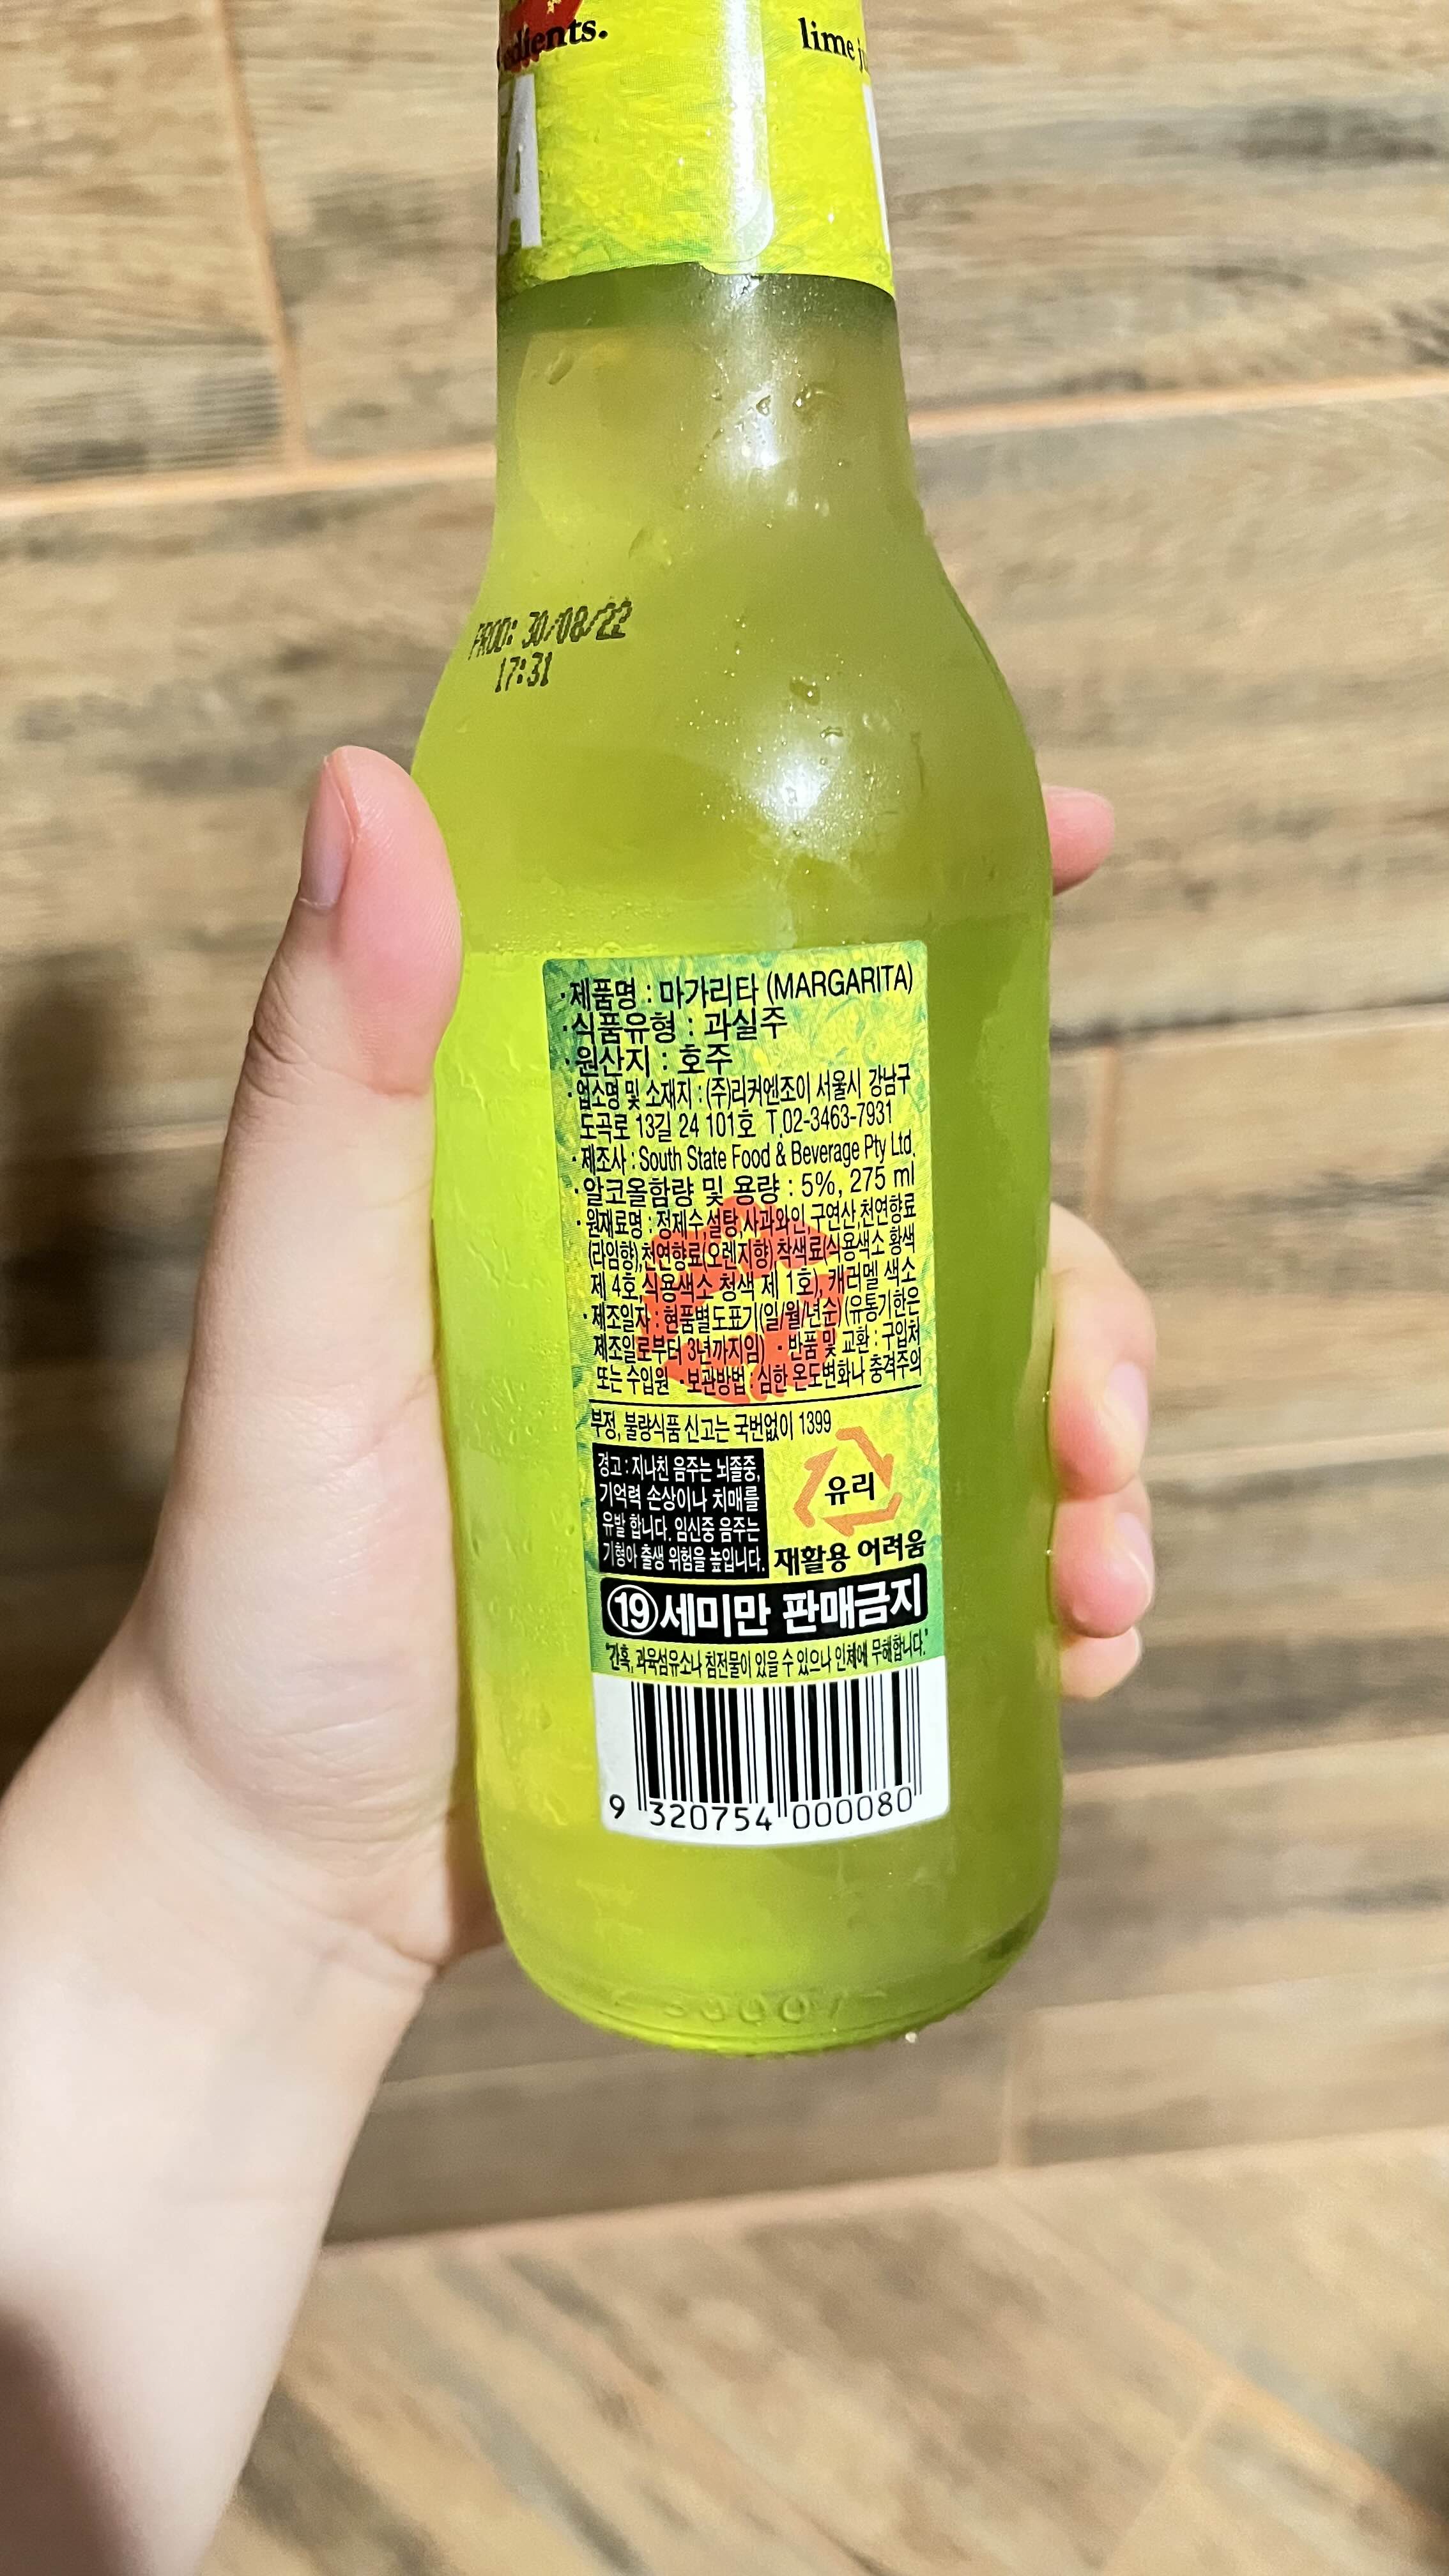 lime
A
PROD: 30/08/22
17:31
·제품명 : 마가리타 (MARGARITA)
·식품유형 : 과실주
·원산지 : 호주
·업소명 및 소재지 : (주)리커엔조이 서울시 강남구
도곡로 13길 24 101호 T.02-3463-7931
·제조사 : South State Food & Beverage Pty Ltd.
·알코올함량 및 용량 : 5%, 275 ml
·원재료명 : 정제수,설탕,사과와인,구연산,천연향료
(라임향),천연향료(오렌지향),착색료(식용색소 황색
제 4호,식용색소 청색 제 1호), 캐러멜 색소
·제조일자 : 현품별도표기(일/월/년순)(유통기한은
제조일로부터 3년까지임) ·반품 및 교환 : 구입처
또는 수입원 ·보관방법 : 심한 온도변화나 충격주의
부정, 불량식품 신고는 국번없이 1399
경고 : 지나친 음주는 뇌졸중,
기억력 손상이나 치매를
유발 합니다. 임신중 음주는
기형아 출생 위험을 높입니다.
유리
재활용 어려움
19세미만 판매금지
"간혹, 과육섬유소나 침전물이 있을 수 있으나 인체에 무해합니다."
9 320754 000080